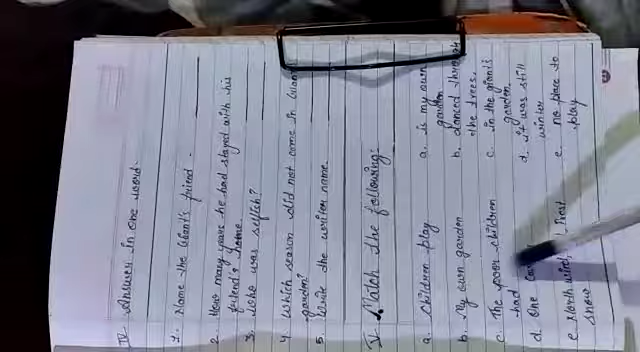 IV Answer in one word.
1. Name the Giant's friend.
2. How many years he had stayed with his
friend's home.
3. Who was selfish?
4. Which season did not come in Giant
garden?
5. Write the writer name.
V. Match the following:
a. Children play a. is my own
garden
b. My own garden b. danced through
the trees.
c. The poor children c. in the giant's
had garden.
d. One d. it was still
winter
e. North wind, frost e. no place to
snow play